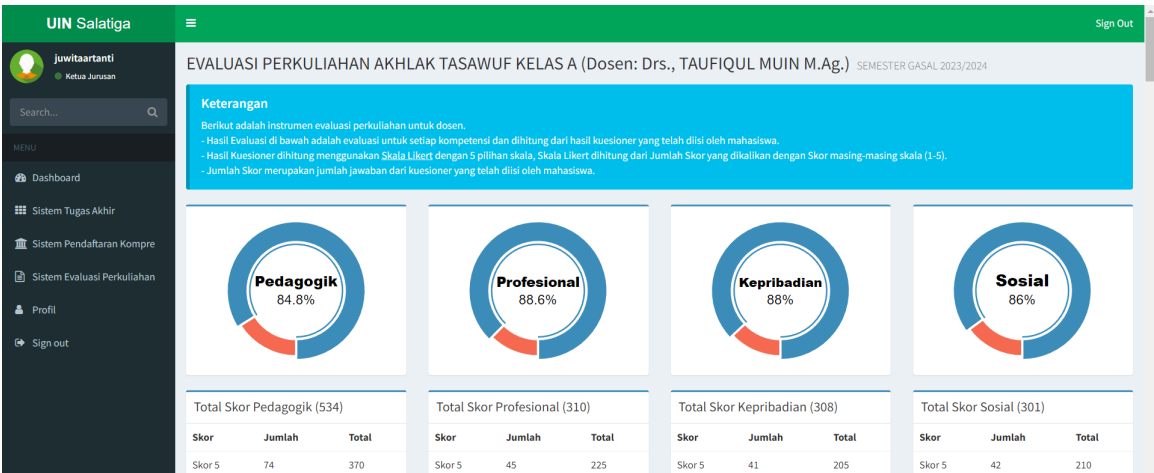 UIN Salatiga
Sign Out
juwitaartanti
Ketua Jurusan
Search...
MENU
Dashboard
Sistem Tugas Akhir
Sistem Pendaftaran Kompre
Sistem Evaluasi Perkuliahan
Profil
Sign out
EVALUASI PERKULIAHAN AKHLAK TASAWUF KELAS A (Dosen: Drs., TAUFIQUL MUIN M.Ag.) SEMESTER GASAL 2023/2024
Keterangan
Berikut adalah instrumen evaluasi perkuliahan untuk dosen.
- Hasil Evaluasi di bawah adalah evaluasi untuk setiap kompetensi dan dihitung dari hasil kuesioner yang telah diisi oleh mahasiswa.
- Hasil Kuesioner dihitung menggunakan Skala Likert dengan 5 pilihan skala, Skala Likert dihitung dari Jumlah Skor yang dikalikan dengan Skor masing-masing skala (1-5).
- Jumlah Skor merupakan jumlah jawaban dari kuesioner yang telah diisi oleh mahasiswa.
Pedagogik
84.8%
Profesional
88.6%
Kepribadian
88%
Sosial
86%
Total Skor Pedagogik (534)
Skor Jumlah Total
Skor 5 74 370
Total Skor Profesional (310)
Skor Jumlah Total
Skor 5 45 225
Total Skor Kepribadian (308)
Skor Jumlah Total
Skor 5 41 205
Total Skor Sosial (301)
Skor Jumlah Total
Skor 5 42 210